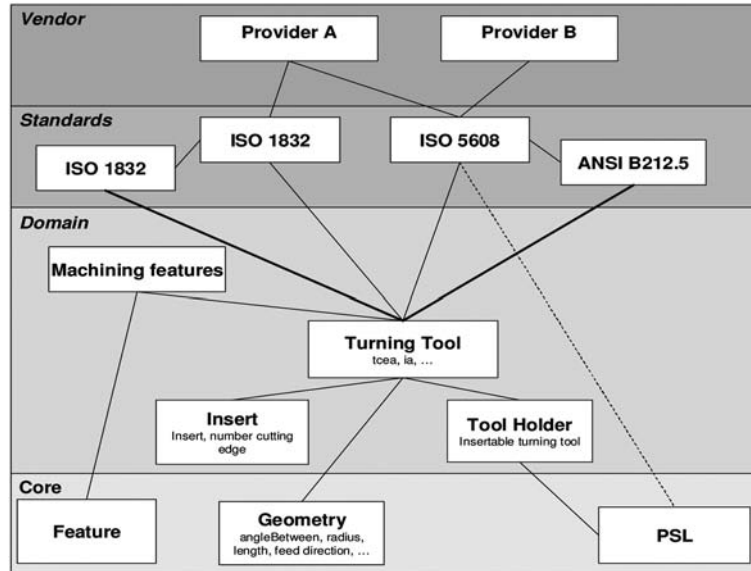 Vendor
Provider A
Provider B
Standards
ISO 1832
ISO 1832
ISO 5608
ANSI B212.5
Domain
Machining features
Turning Tool
tcea, ia, ...
Insert
Insert, number cutting
edge
Tool Holder
Insertable turning tool
Core
Feature
Geometry
angleBetween, radius,
length, feed direction, ...
PSL